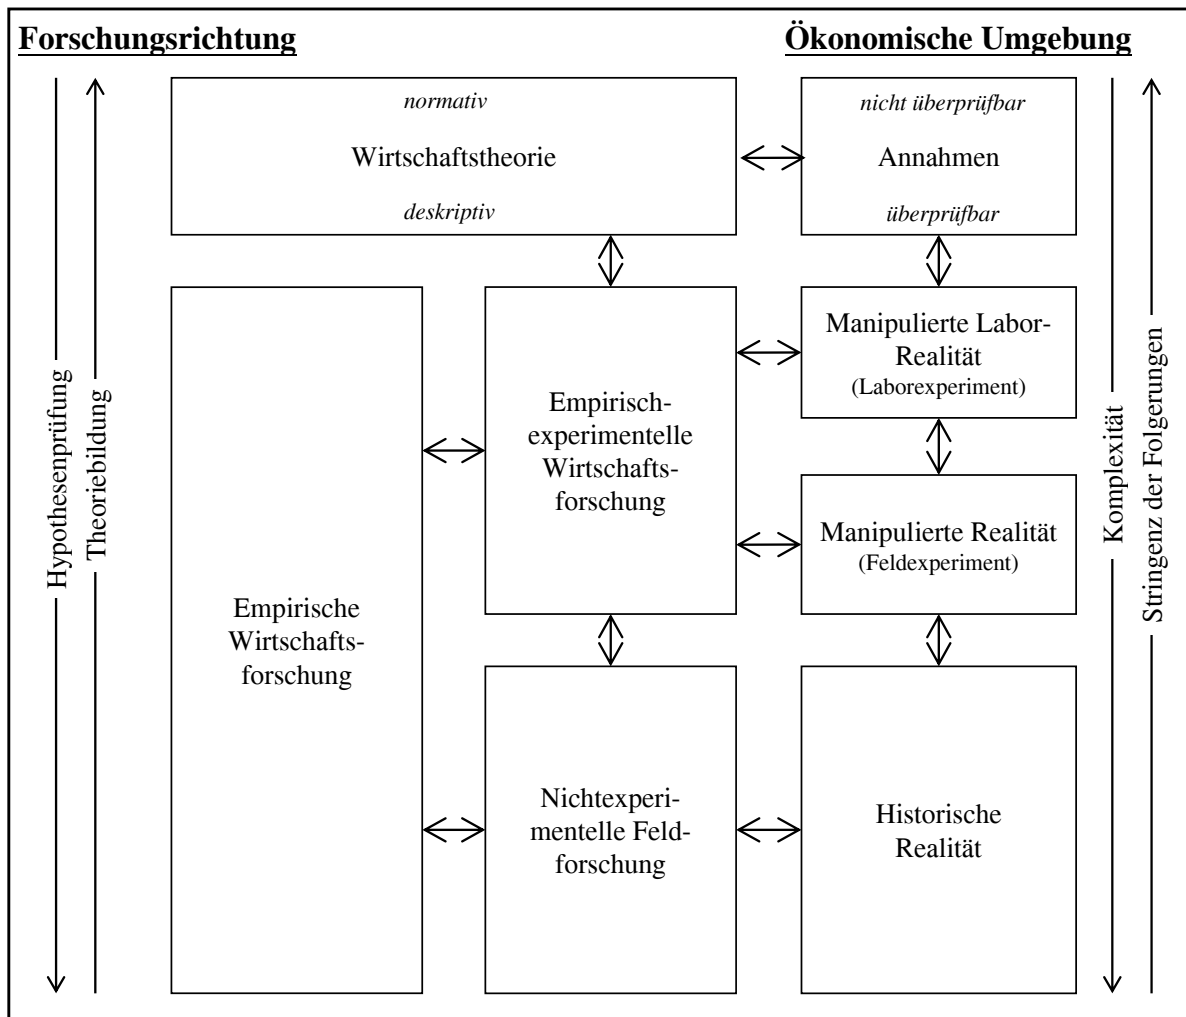 Forschungsrichtung
Ökonomische Umgebung
normativ
Wirtschaftstheorie
deskriptiv
nicht überprüfbar
Annahmen
überprüfbar
Hypothesenprüfung
Theoriebildung
Empirische
Wirtschafts-
forschung
Empirisch-
experimentelle
Wirtschafts-
forschung
Manipulierte Labor-
Realität
(Laborexperiment)
Manipulierte Realität
(Feldexperiment)
Nichtexperi-
mentelle Feld-
forschung
Historische
Realität
Komplexität
Stringenz der Folgerungen